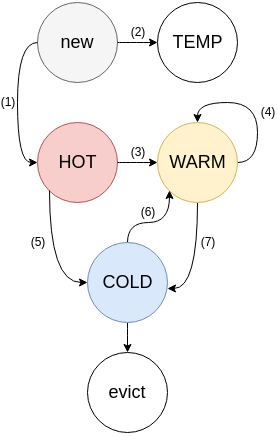 new
(2)
TEMP
(1)
HOT
(3)
WARM
(4)
(5)
(6)
(7)
COLD
evict